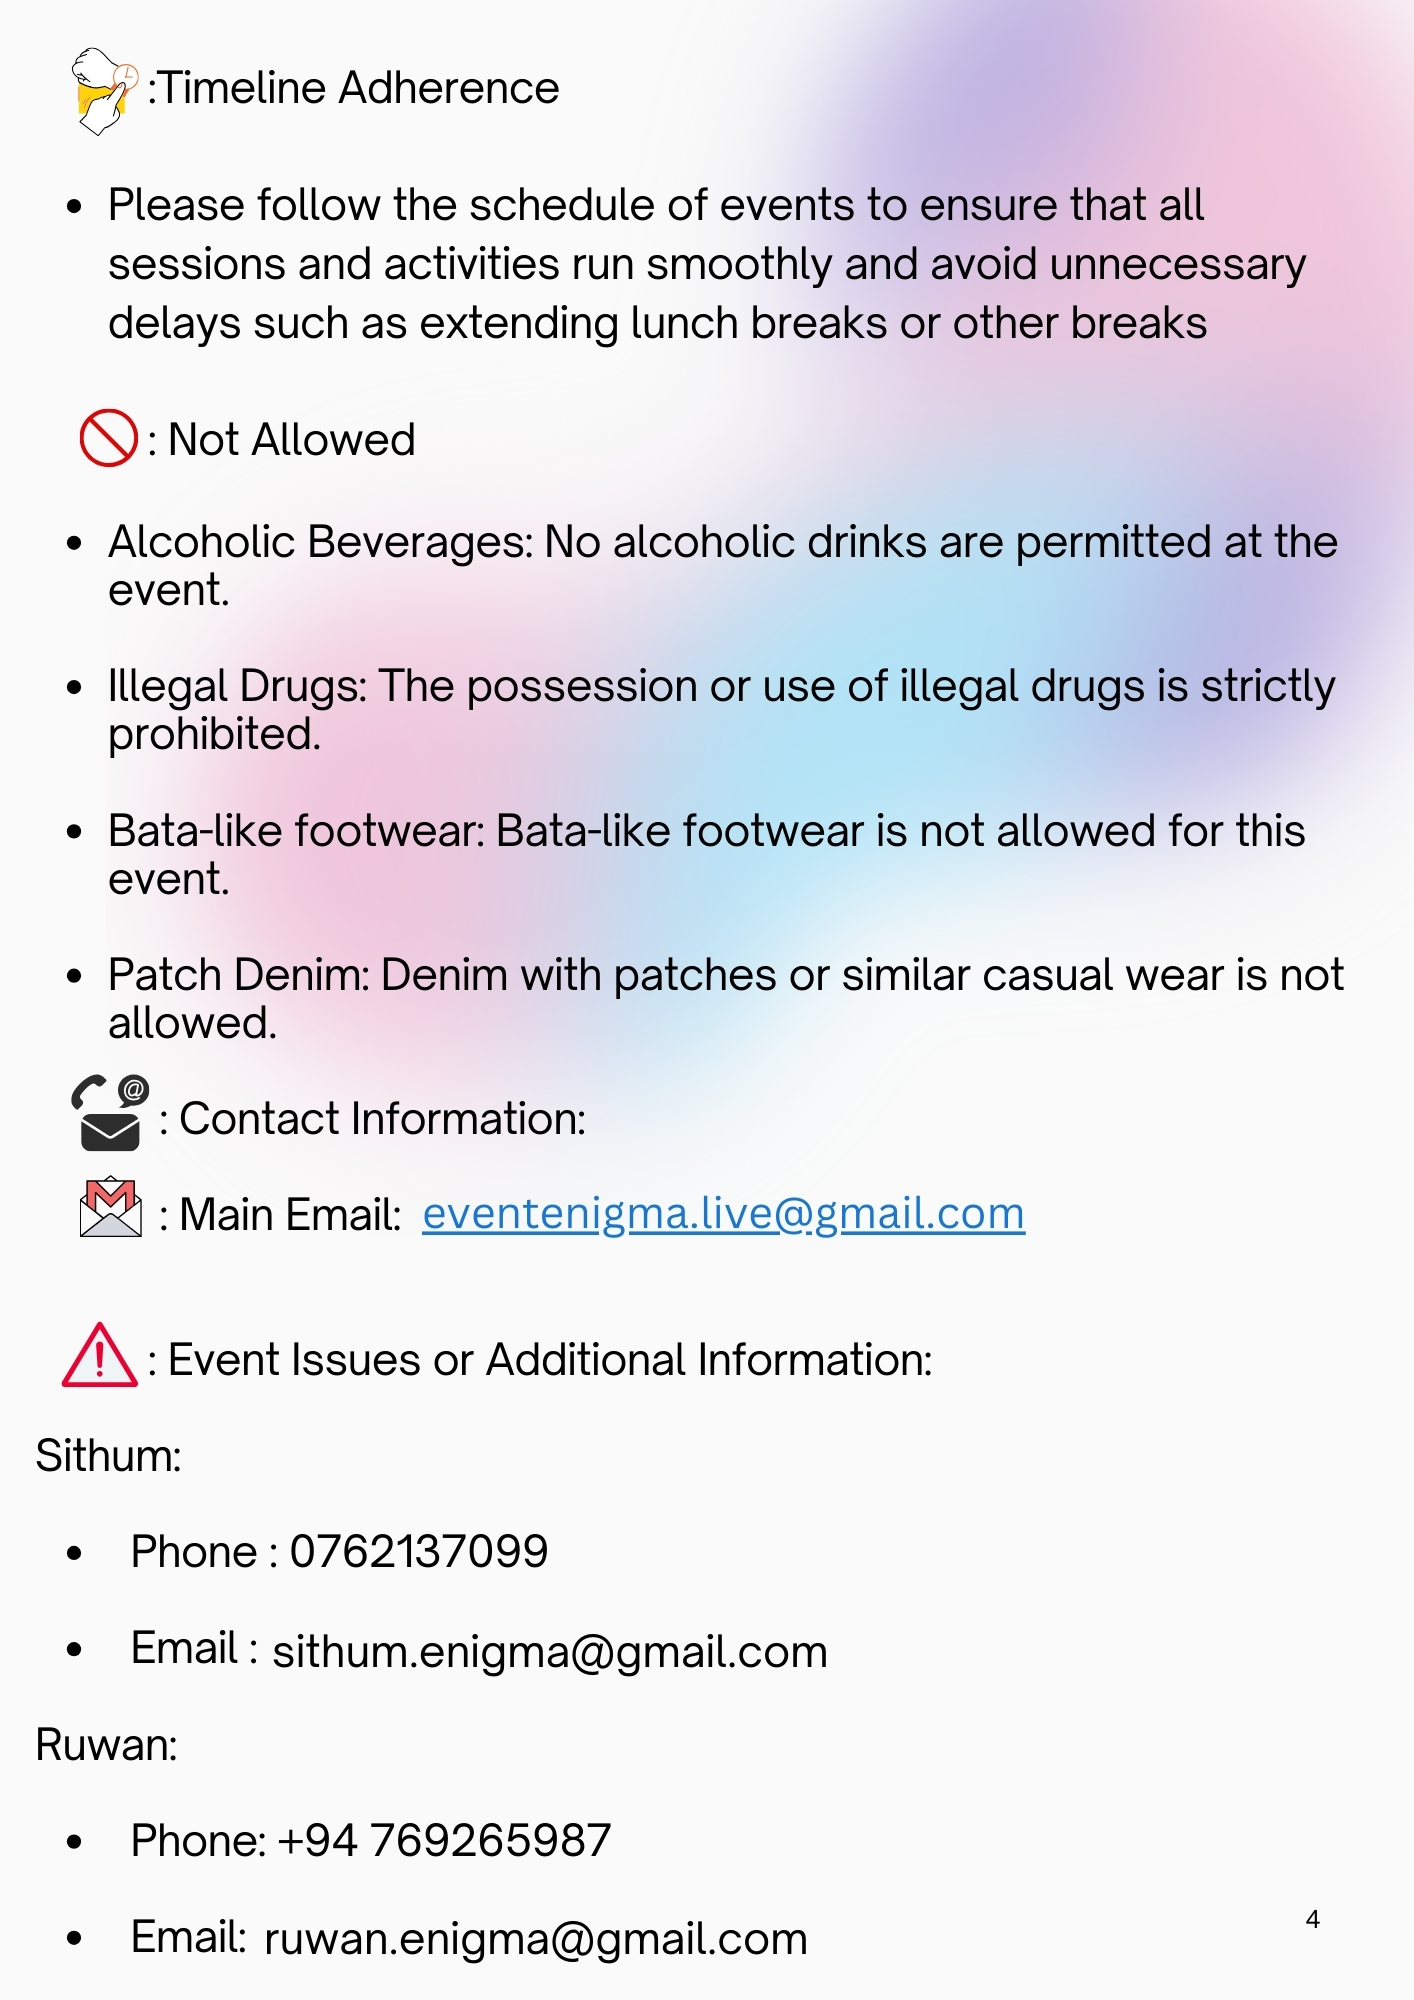 :Timeline Adherence
• Please follow the schedule of events to ensure that all
sessions and activities run smoothly and avoid unnecessary
delays such as extending lunch breaks or other breaks
: Not Allowed
• Alcoholic Beverages: No alcoholic drinks are permitted at the
event.
• Illegal Drugs: The possession or use of illegal drugs is strictly
prohibited.
• Bata-like footwear: Bata-like footwear is not allowed for this
event.
• Patch Denim: Denim with patches or similar casual wear is not
allowed.
: Contact Information:
: Main Email: eventenigma.live@gmail.com
: Event Issues or Additional Information:
Sithum:
• Phone : 0762137099
• Email : sithum.enigma@gmail.com
Ruwan:
• Phone: +94 769265987
• Email: ruwan.enigma@gmail.com
4